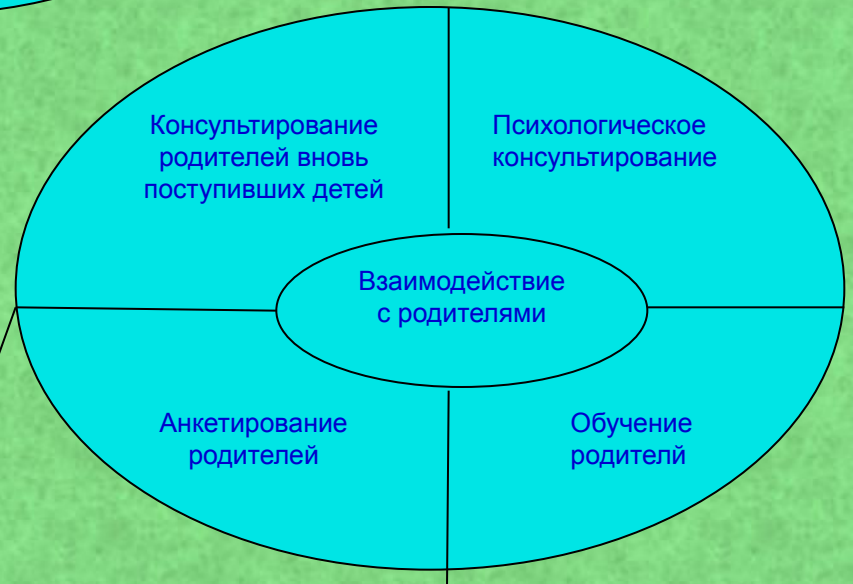 Консультирование
родителей вновь
поступивших детей
Психологическое
консультирование
Взаимодействие
с родителями
Анкетирование
родителей
Обучение
родителй